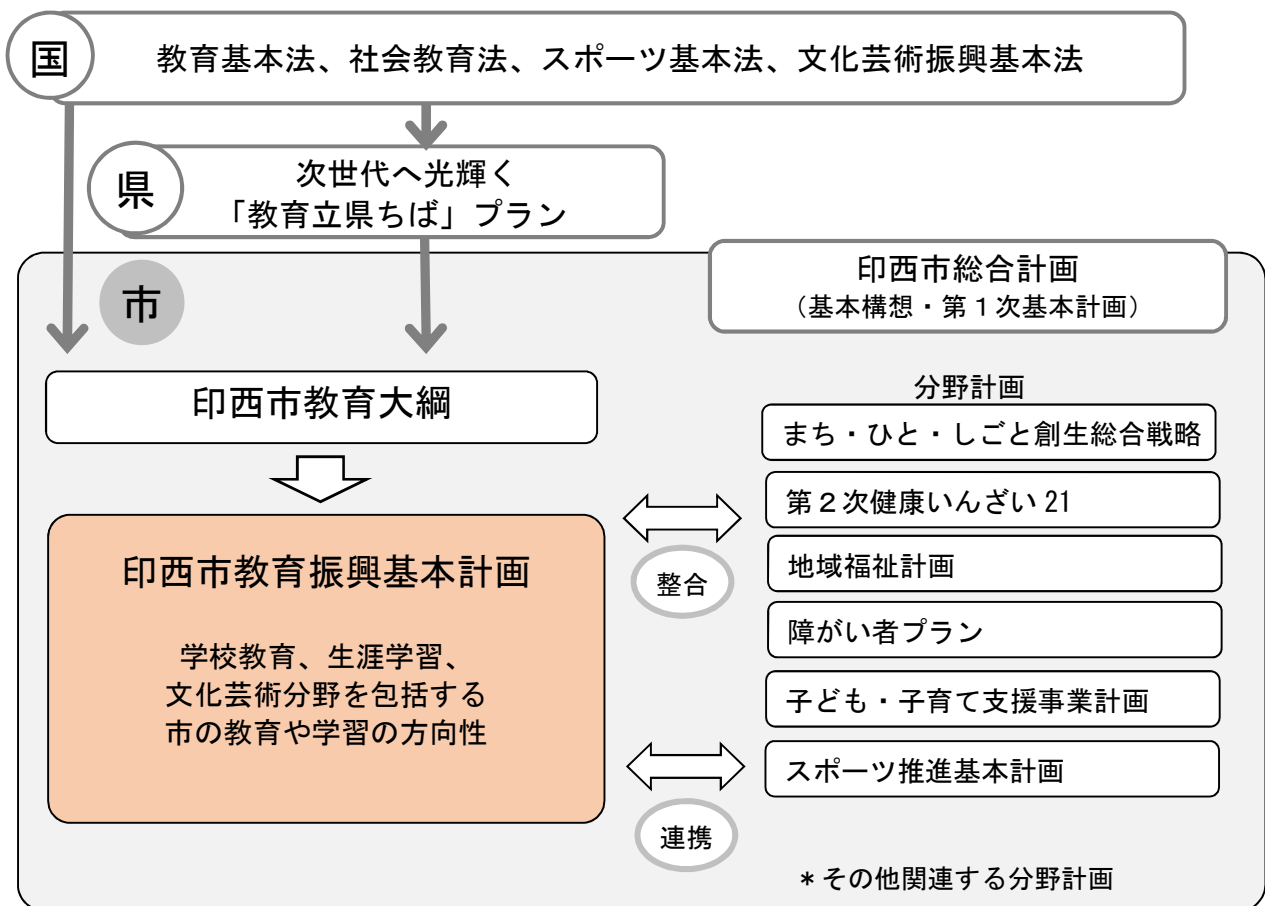 国
教育基本法、社会教育法、スポーツ基本法、文化芸術振興基本法
県
次世代へ光輝く
「教育立県ちば」プラン
市
印西市総合計画
(基本構想・第1次基本計画)
印西市教育大綱
印西市教育振興基本計画
学校教育、生涯学習、
文化芸術分野を包括する
市の教育や学習の方向性
整合
連携
分野計画
まち・ひと・しごと創生総合戦略
第2次健康いんざい21
地域福祉計画
障がい者プラン
子ども・子育て支援事業計画
スポーツ推進基本計画
*その他関連する分野計画